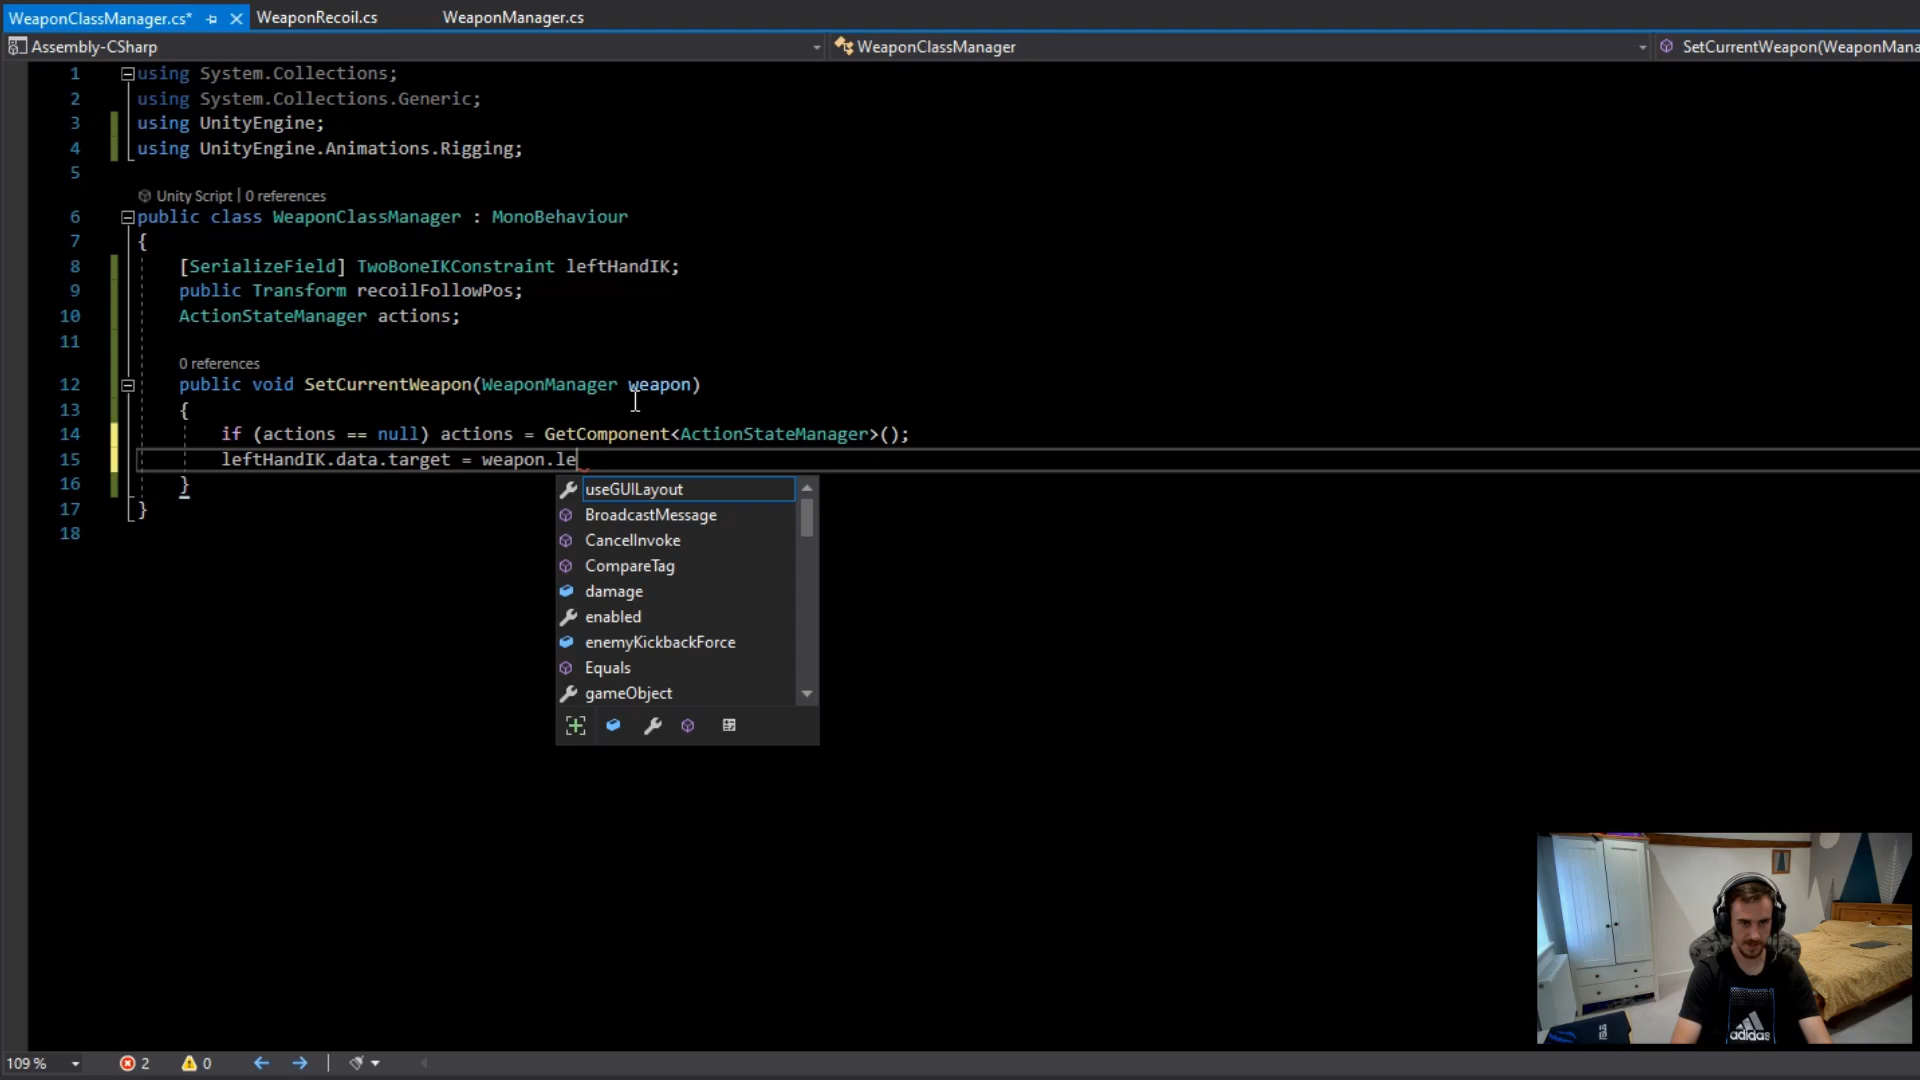 WeaponClassManager.cs*
WeaponRecoil.cs
WeaponManager.cs
Assembly-CSharp
WeaponClassManager
SetCurrentWeapon(WeaponMana
1 using System.Collections;
2 using System.Collections.Generic;
3 using UnityEngine;
4 using UnityEngine.Animations.Rigging;
5
Unity Script | 0 references
6 public class WeaponClassManager : MonoBehaviour
7 {
8 [SerializeField] TwoBoneIKConstraint leftHandIK;
9 public Transform recoilFollowPos;
10 ActionStateManager actions;
11
0 references
12 public void SetCurrentWeapon(WeaponManager weapon)
13 {
14 if (actions == null) actions = GetComponent<ActionStateManager>();
15 leftHandIK.data.target = weapon.le
16 }
17 }
18
useGUILayout
BroadcastMessage
CancelInvoke
CompareTag
damage
enabled
enemyKickbackForce
Equals
gameObject
adidas
109 %
2
0